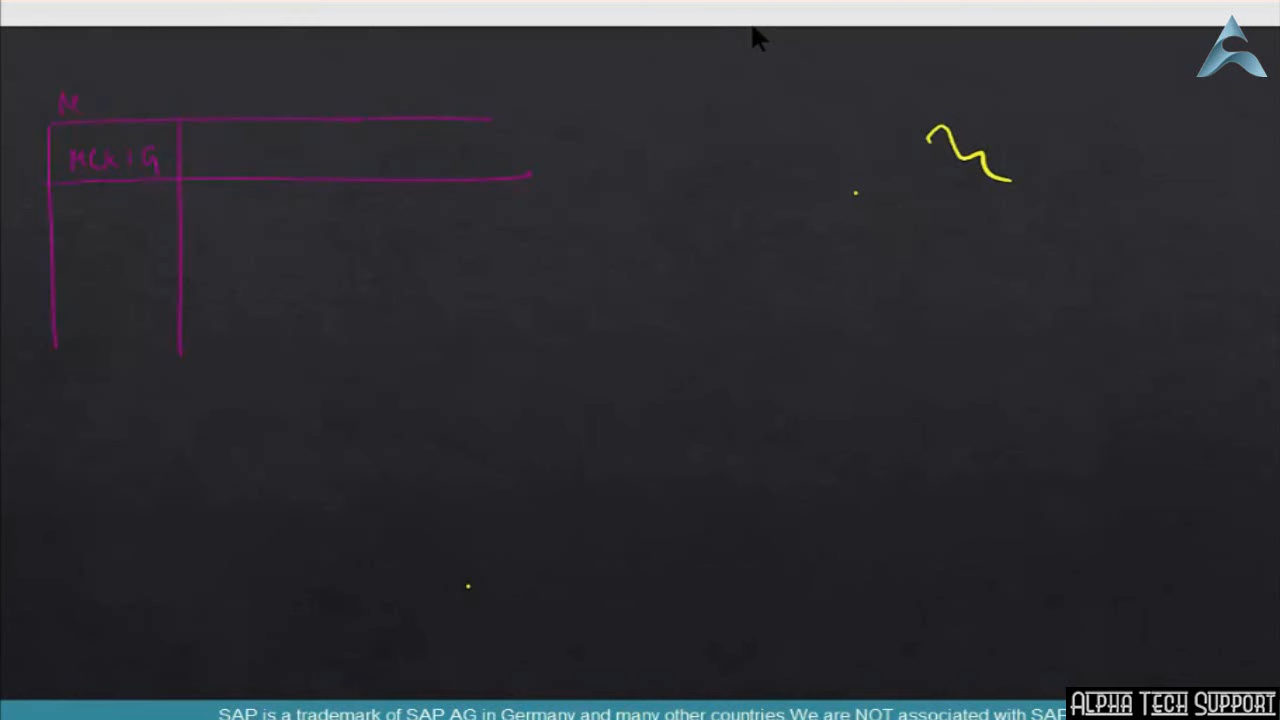 M
SAP is a trademark of SAP AG in Germany and many other countries We are NOT associated with SAP
ALPHA TECH SUPPORT